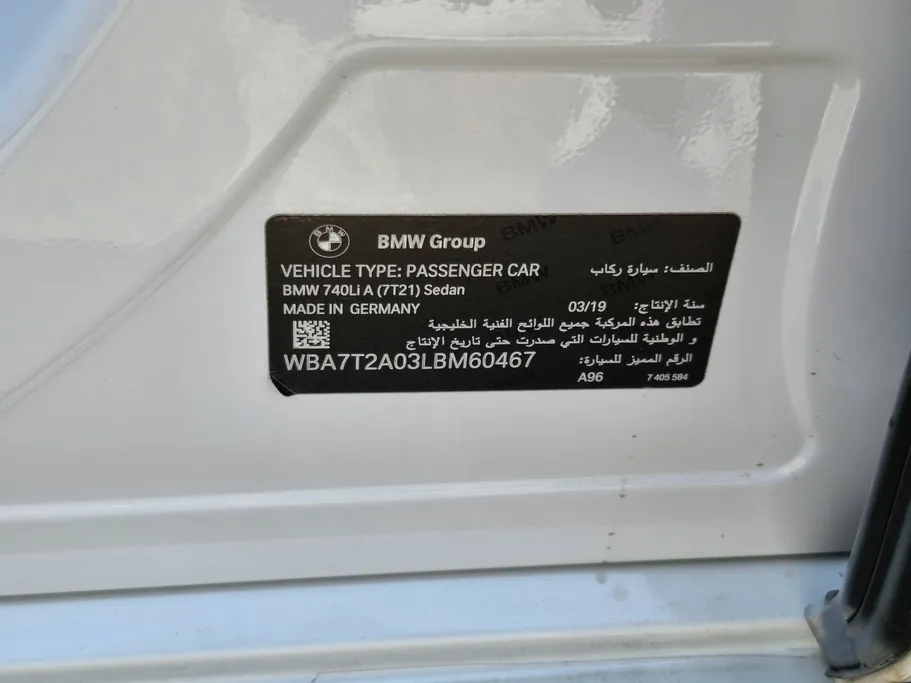 BMW
BMW Group
VEHICLE TYPE: PASSENGER CAR الصنف: سيارة ركاب
BMW 740Li A (7T21) Sedan
MADE IN GERMANY سنة الإنتاج: 03/19
تطابق هذه المركبة جميع اللوائح الفنية الخليجية
و الوطنية للسيارات التي صدرت حتى تاريخ الإنتاج
WBA7T2A03LBM60467 الرقم المميز للسيارة:
A96 7 405 584